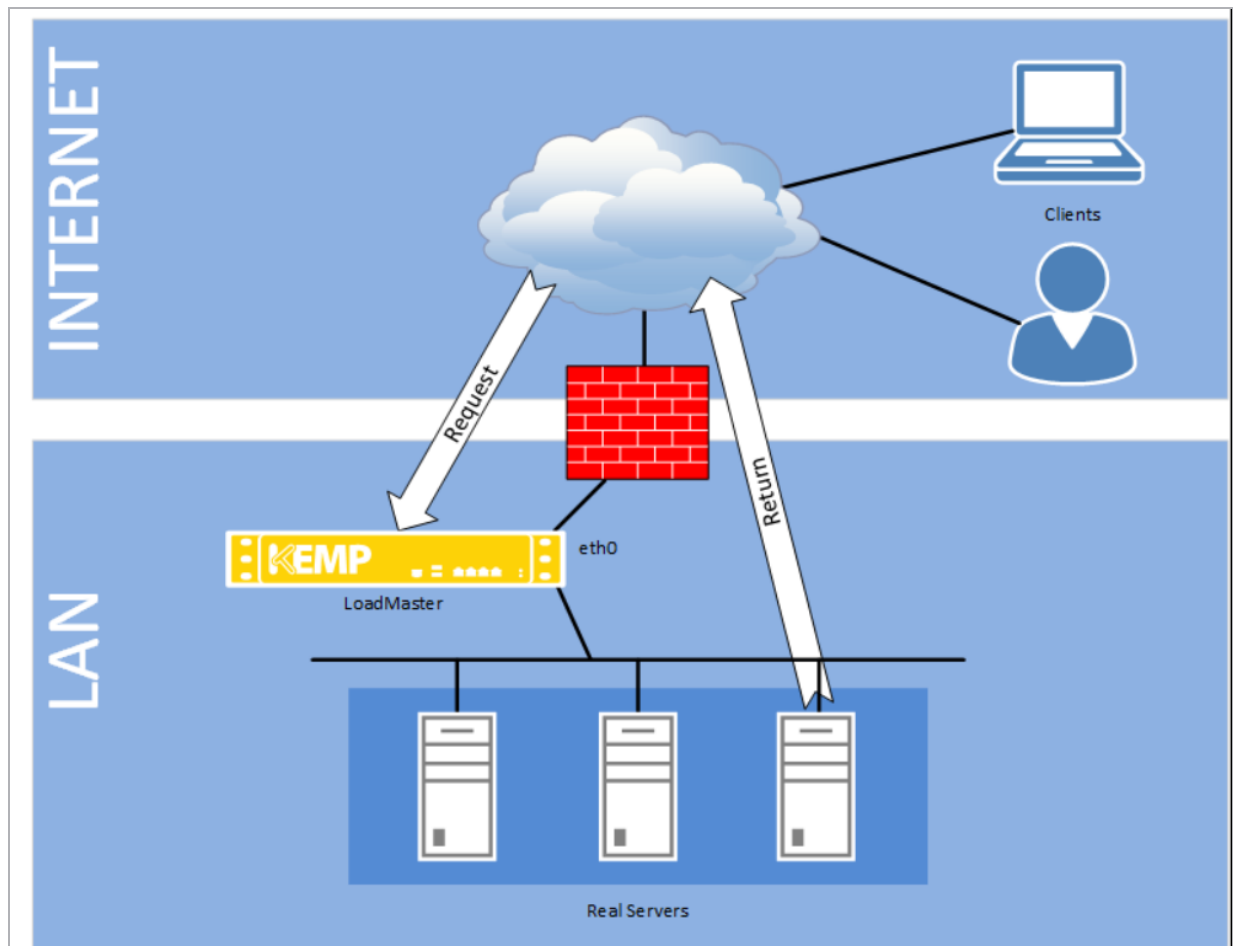 INTERNET
Clients
Request
Return
KEMP
eth0
LoadMaster
LAN
Real Servers